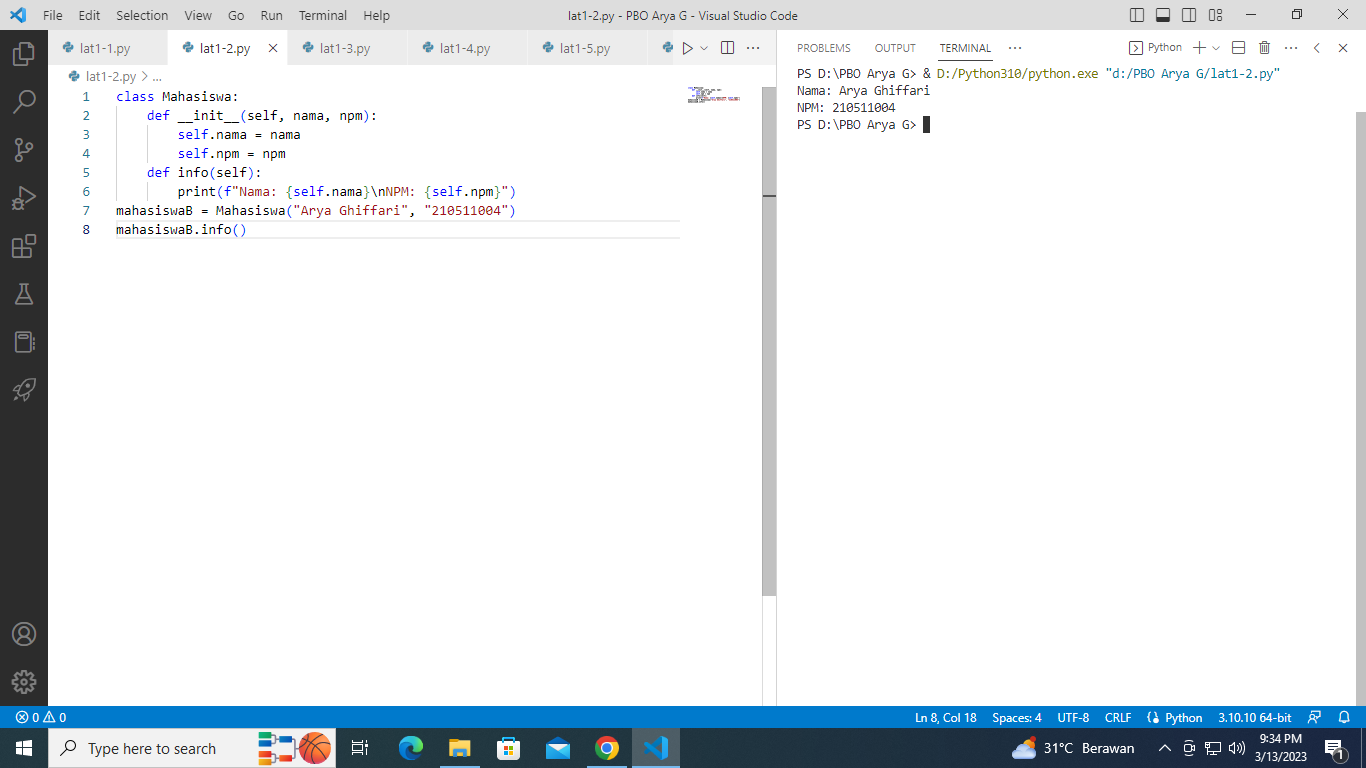 File Edit Selection View Go Run Terminal Help lat1-2.py - PBO Arya G - Visual Studio Code
lat1-1.py lat1-2.py lat1-3.py lat1-4.py lat1-5.py
lat1-2.py > ...
1 class Mahasiswa:
2     def __init__(self, nama, npm):
3         self.nama = nama
4         self.npm = npm
5     def info(self):
6         print(f"Nama: {self.nama}\nNPM: {self.npm}")
7 mahasiswaB = Mahasiswa("Arya Ghiffari", "210511004")
8 mahasiswaB.info()
PROBLEMS OUTPUT TERMINAL ... Python
PS D:\PBO Arya G> & D:/Python310/python.exe "d:/PBO Arya G/lat1-2.py"
Nama: Arya Ghiffari
NPM: 210511004
PS D:\PBO Arya G>
0 0 Ln 8, Col 18 Spaces: 4 UTF-8 CRLF Python 3.10.10 64-bit
Type here to search 31°C Berawan 9:34 PM
3/13/2023 1